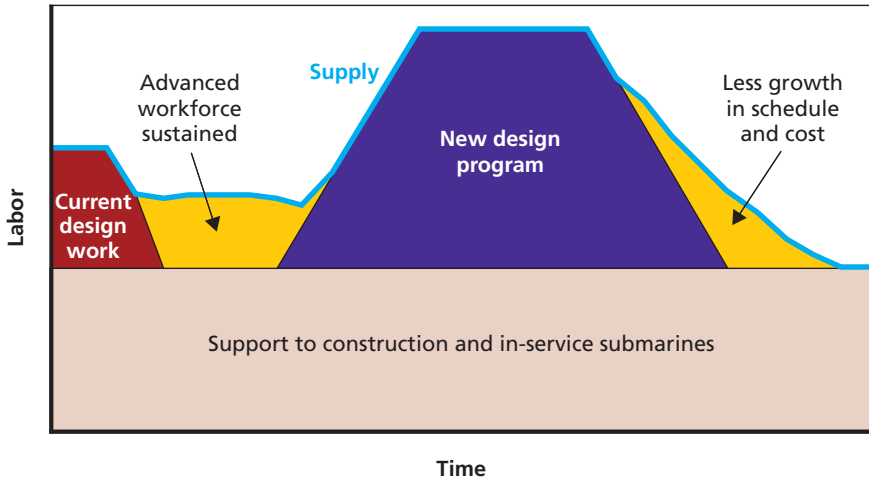 Supply
Advanced
workforce
sustained
Less growth
in schedule
and cost
New design
program
Current
design
work
Labor
Support to construction and in-service submarines
Time